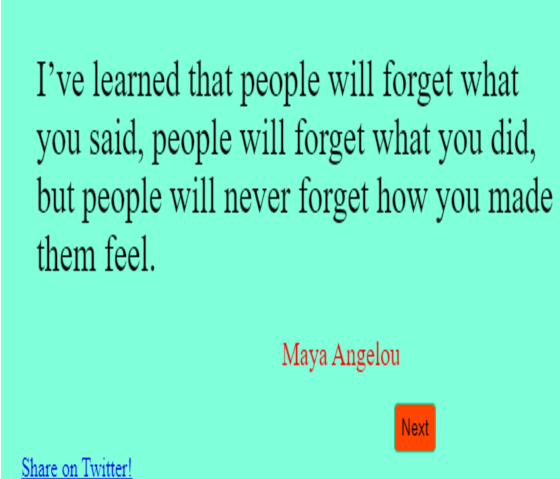 I’ve learned that people will forget what
you said, people will forget what you did,
but people will never forget how you made
them feel.
Maya Angelou
Next
Share on Twitter!